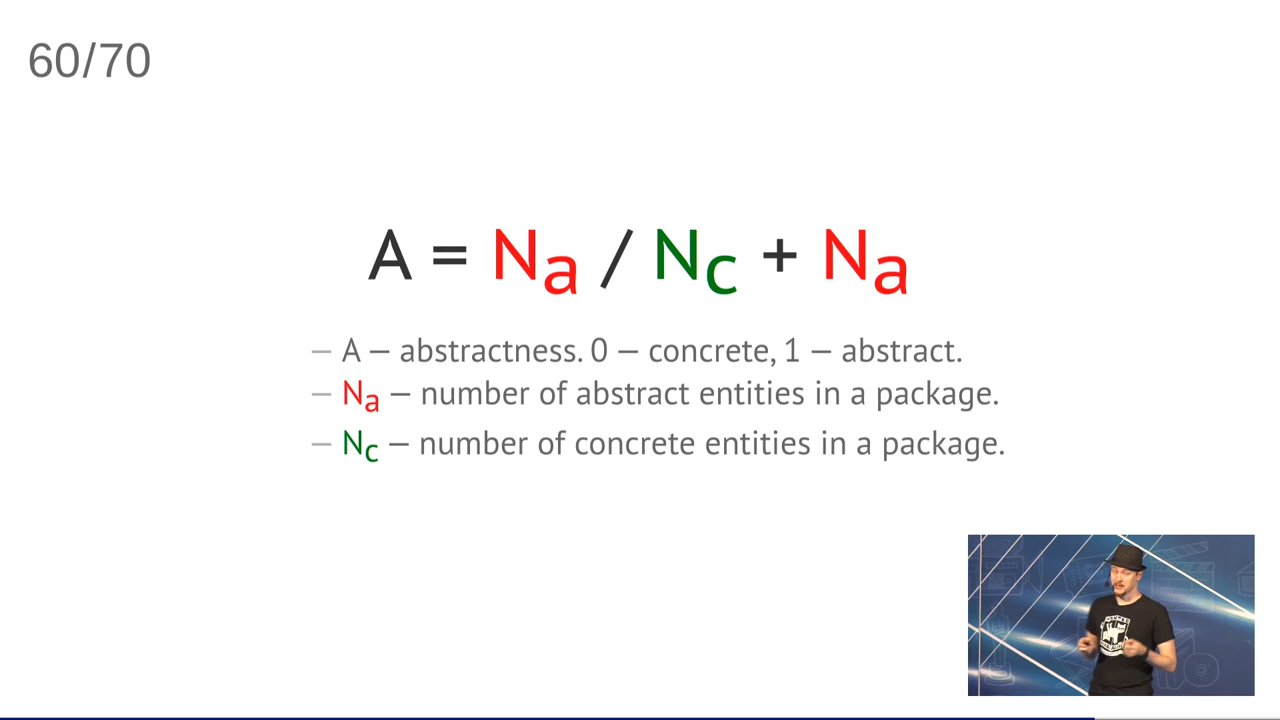 60/70
A = Na / Nc + Na
— A — abstractness. 0 — concrete, 1 — abstract.
— Na — number of abstract entities in a package.
— Nc — number of concrete entities in a package.